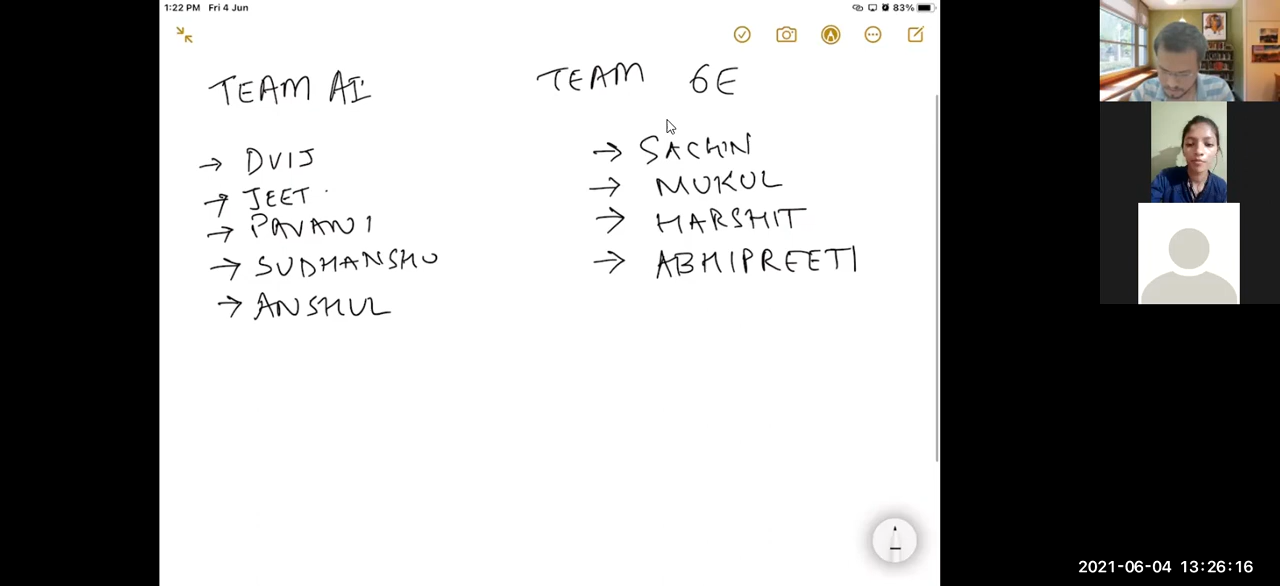 1:22 PM Fri 4 Jun 83%
TEAM AI
→ DVIJ
→ JEET
→ PAVANI
→ SUDHANSHU
→ ANSHUL
TEAM 6E
→ SACHIN
→ MUKUL
→ HARSHIT
→ ABHIPREETI
2021-06-04 13:26:16